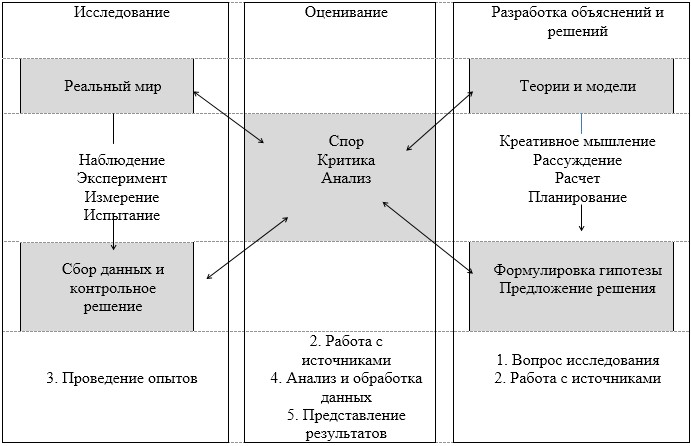 Исследование
Оценивание
Разработка объяснений и
решений
Реальный мир
Теории и модели
Спор
Критика
Анализ
Наблюдение
Эксперимент
Измерение
Испытание
Креативное мышление
Рассуждение
Расчет
Планирование
Сбор данных и
контрольное
решение
Формулировка гипотезы
Предложение решения
3. Проведение опытов
2. Работа с
источниками
4. Анализ и обработка
данных
5. Представление
результатов
1. Вопрос исследования
2. Работа с источниками